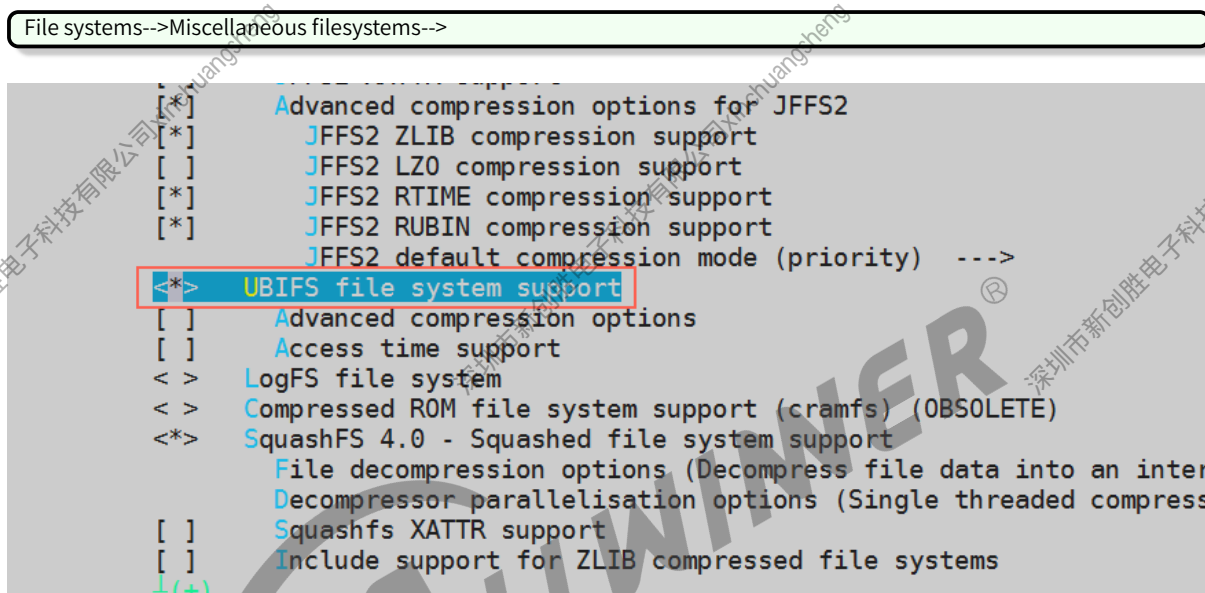 File systems-->Miscellaneous filesystems-->
[*] Advanced compression options for JFFS2
[*] JFFS2 ZLIB compression support
[ ] JFFS2 LZO compression support
[*] JFFS2 RTIME compression support
[*] JFFS2 RUBIN compression support
JFFS2 default compression mode (priority) --->
<*> UBIFS file system support
[ ] Advanced compression options
[ ] Access time support
< > LogFS file system
< > Compressed ROM file system support (cramfs) (OBSOLETE)
<*> SquashFS 4.0 - Squashed file system support
File decompression options (Decompress file data into an inter
Decompressor parallelisation options (Single threaded compress
[ ] Squashfs XATTR support
[ ] Include support for ZLIB compressed file systems